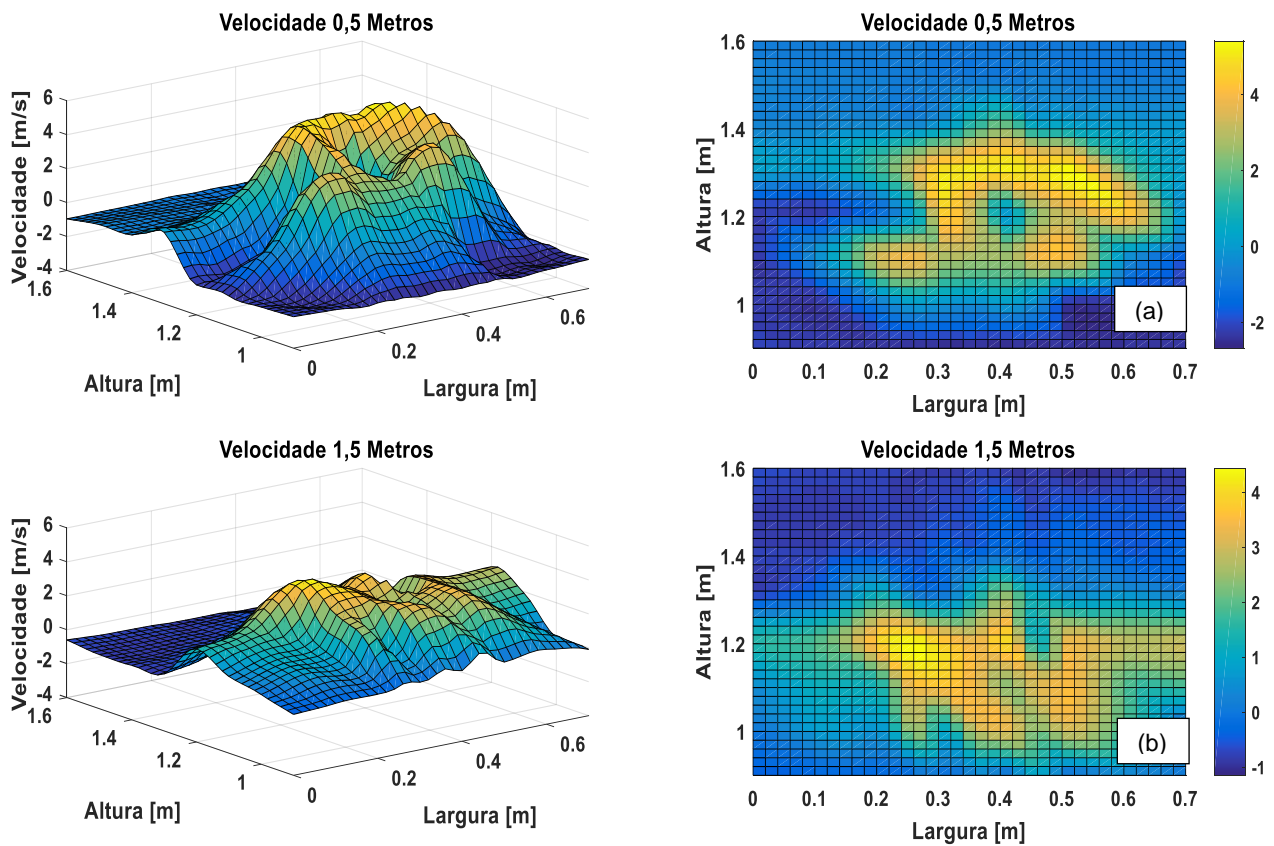 Velocidade 0,5 Metros
Velocidade [m/s]
6
4
2
0
-2
-4
1.6
1.4
1.2
1
Altura [m]
0
0.2
0.4
0.6
Largura [m]
Velocidade 0,5 Metros
Altura [m]
1.6
1.4
1.2
1
0 0.1 0.2 0.3 0.4 0.5 0.6 0.7
Largura [m]
(a)
4
2
0
-2
Velocidade 1,5 Metros
Velocidade [m/s]
6
4
2
0
-2
-4
1.6
1.4
1.2
1
Altura [m]
0
0.2
0.4
0.6
Largura [m]
Velocidade 1,5 Metros
Altura [m]
1.6
1.4
1.2
1
0 0.1 0.2 0.3 0.4 0.5 0.6 0.7
Largura [m]
(b)
4
3
2
1
0
-1